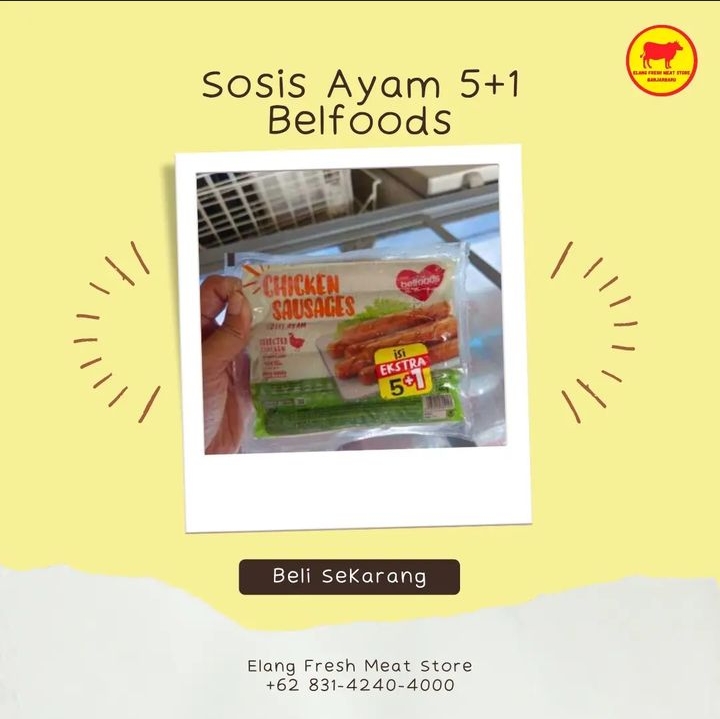 ELANG FRESH MEAT STORE
BANJARBARU
Sosis Ayam 5+1
Belfoods
CHICKEN
SAUSAGES
SOSIS AYAM
belfoods
SELECTED
CHICKEN
isi
EKSTRA
5+1
Beli Sekarang
Elang Fresh Meat Store
+62 831-4240-4000